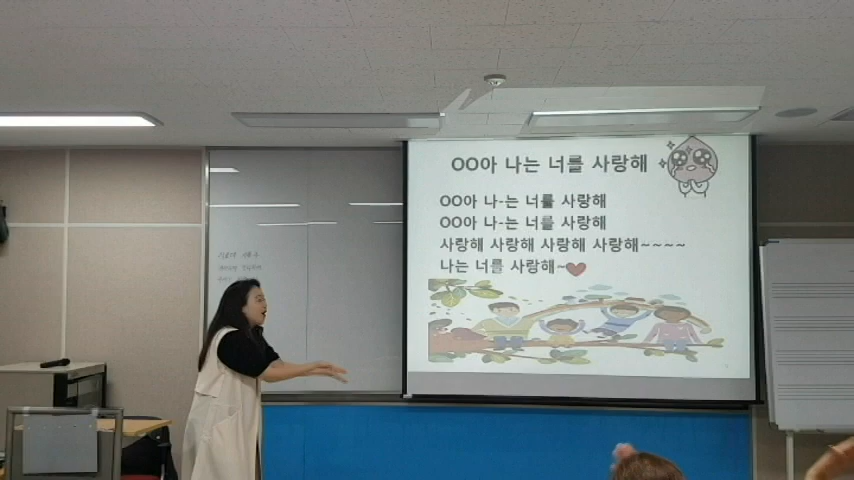 OO아 나는 너를 사랑해
OO아 나-는 너를 사랑해
OO아 나-는 너를 사랑해
사랑해 사랑해 사랑해 사랑해~~~~
나는 너를 사랑해~